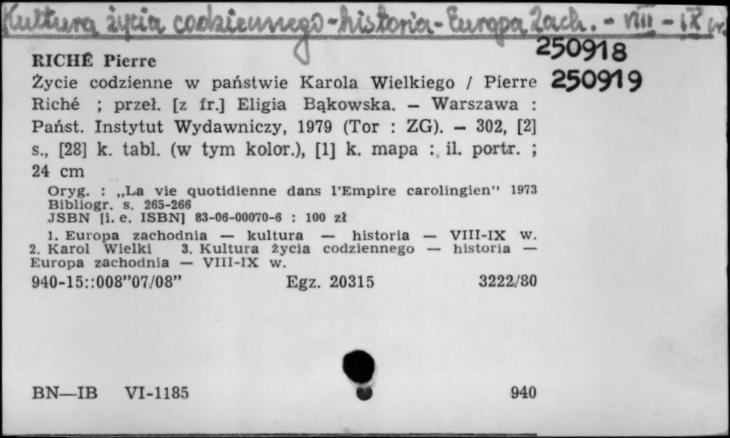 Kultura życia codziennego - historia - Europa Zach. - VIII - IX w.
250918
RICHÉ Pierre
250919
Życie codzienne w państwie Karola Wielkiego / Pierre
Riché ; przeł. [z fr.] Eligia Bąkowska. — Warszawa :
Państ. Instytut Wydawniczy, 1979 (Tor : ZG). — 302, [2]
s., [28] k. tabl. (w tym kolor.), [1] k. mapa : il. portr. ;
24 cm
Oryg. : „La vie quotidienne dans l'Empire carolingien" 1973
Bibliogr. s. 265-266
JSBN [i. e. ISBN] 83-06-00070-6 : 100 zł
1. Europa zachodnia — kultura — historia — VIII-IX w.
2. Karol Wielki 3. Kultura życia codziennego — historia —
Europa zachodnia — VIII-IX w.
940-15::008"07/08" Egz. 20315 3222/80
BN—IB VI-1185 940